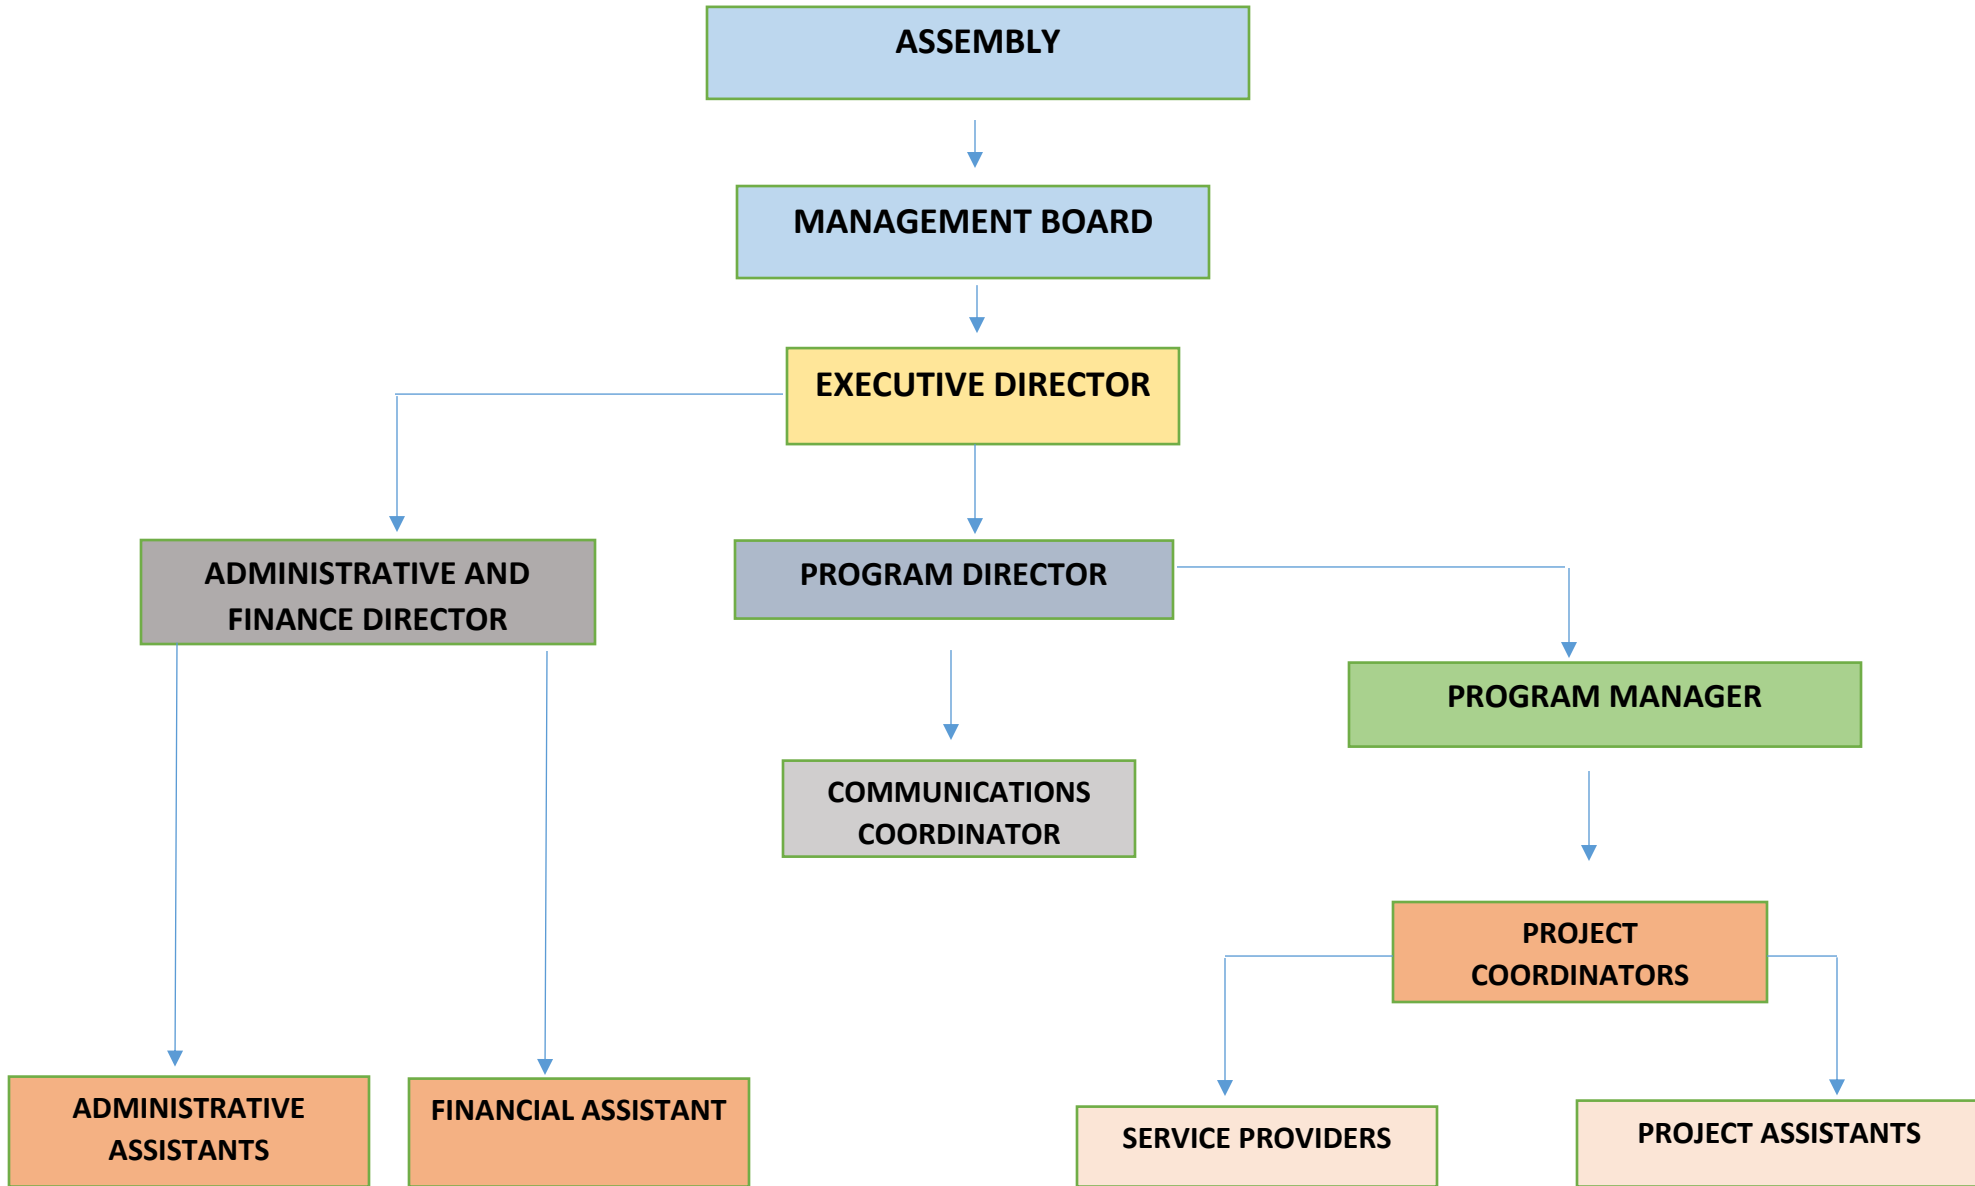 ASSEMBLY
MANAGEMENT BOARD
EXECUTIVE DIRECTOR
ADMINISTRATIVE AND
FINANCE DIRECTOR
PROGRAM DIRECTOR
PROGRAM MANAGER
COMMUNICATIONS
COORDINATOR
PROJECT
COORDINATORS
ADMINISTRATIVE
ASSISTANTS
FINANCIAL ASSISTANT
SERVICE PROVIDERS
PROJECT ASSISTANTS